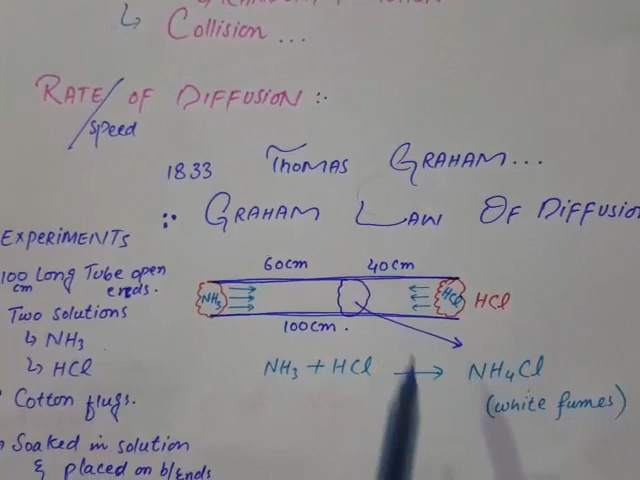 Collision ...
RATE/ OF DIFFUSION :-
speed
1833 THOMAS GRAHAM...
:: GRAHAM LAW OF DIFFUSION
EXPERIMENTS
100 cm Long Tube open ends.
Two solutions
↳ NH3
↳ HCl
Cotton flugs.
Soaked in solution
& placed on b/ends
60cm 40cm
NH3 HCl HCl
100cm.
NH3 + HCl → NH4Cl
(white fumes)